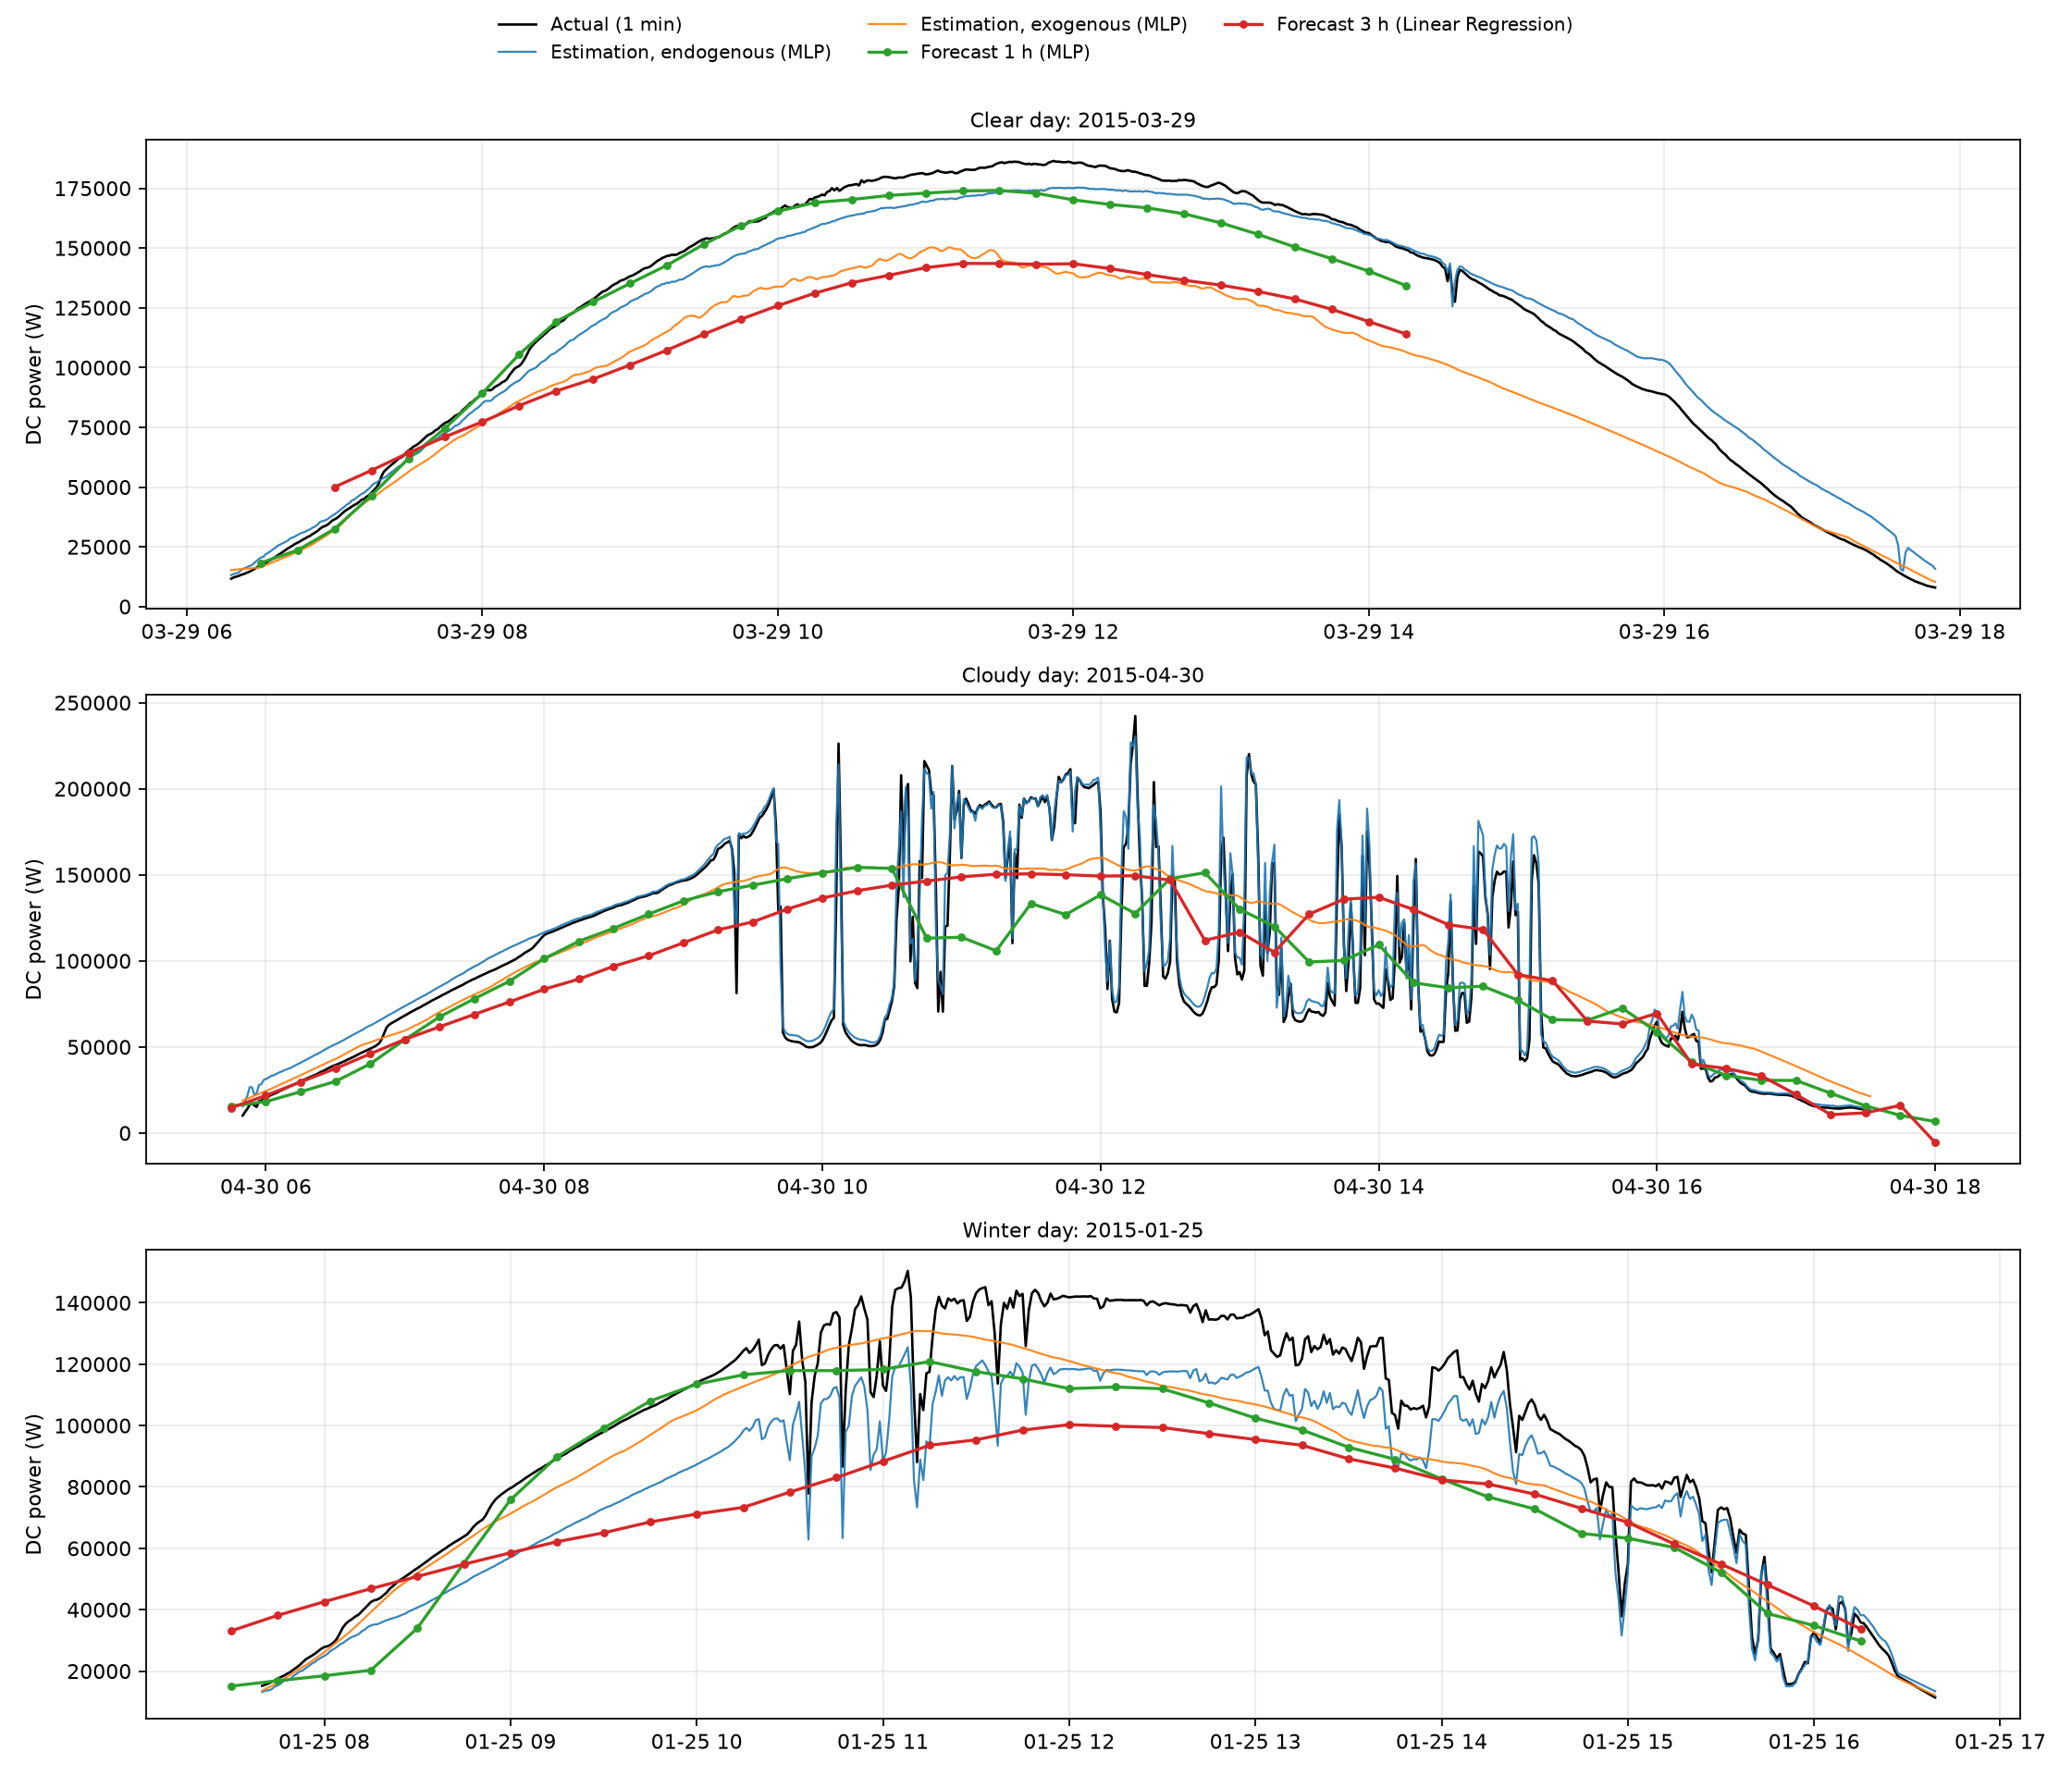 Actual (1 min)
Estimation, endogenous (MLP)
Estimation, exogenous (MLP)
Forecast 1 h (MLP)
Forecast 3 h (Linear Regression)
Clear day: 2015-03-29
DC power (W)
175000
150000
125000
100000
75000
50000
25000
0
03-29 06 03-29 08 03-29 10 03-29 12 03-29 14 03-29 16 03-29 18
Cloudy day: 2015-04-30
DC power (W)
250000
200000
150000
100000
50000
0
04-30 06 04-30 08 04-30 10 04-30 12 04-30 14 04-30 16 04-30 18
Winter day: 2015-01-25
DC power (W)
140000
120000
100000
80000
60000
40000
20000
01-25 08 01-25 09 01-25 10 01-25 11 01-25 12 01-25 13 01-25 14 01-25 15 01-25 16 01-25 17